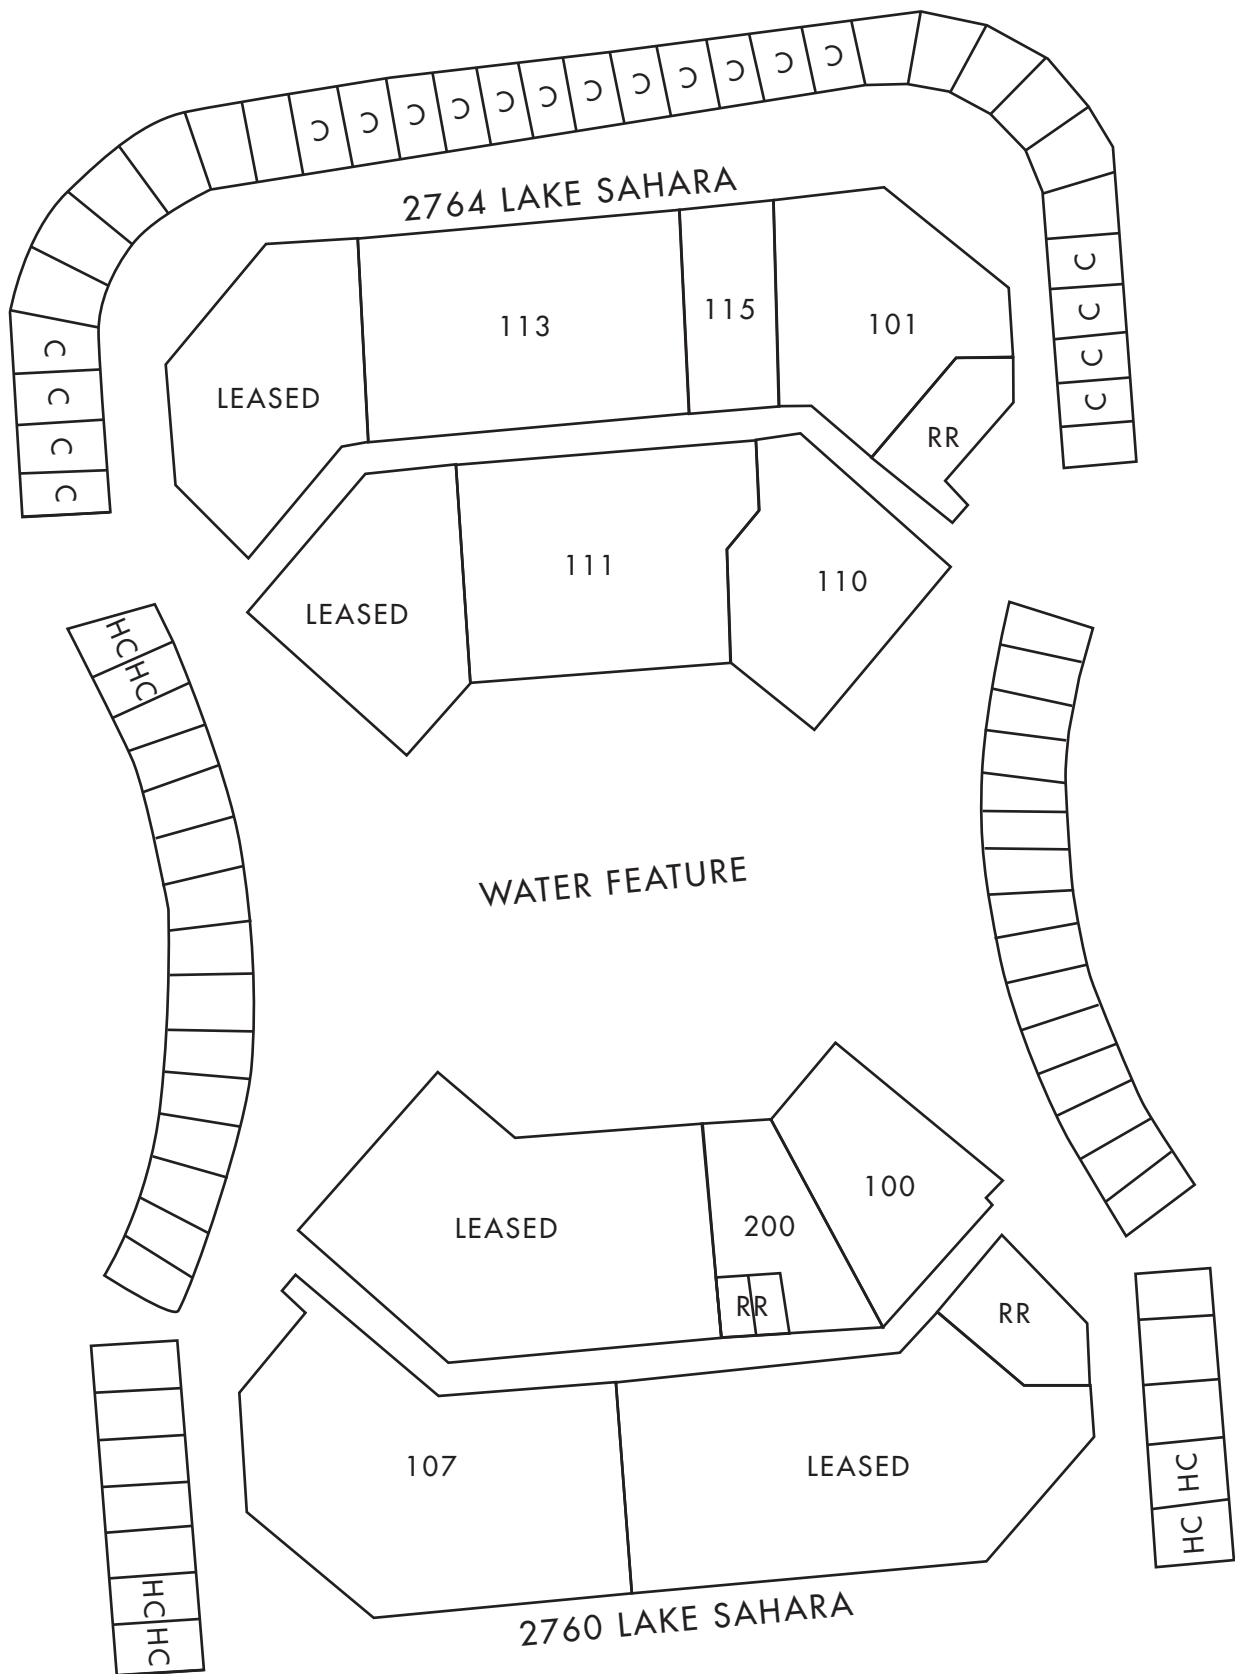 C C C C C C C C C C C C
2764 LAKE SAHARA
C
C
C
C
C
C
C
C
113
115
101
LEASED
RR
111
110
LEASED
HC
HC
WATER FEATURE
100
200
LEASED
RR
RR
107
LEASED
HC
HC
HC
HC
2760 LAKE SAHARA